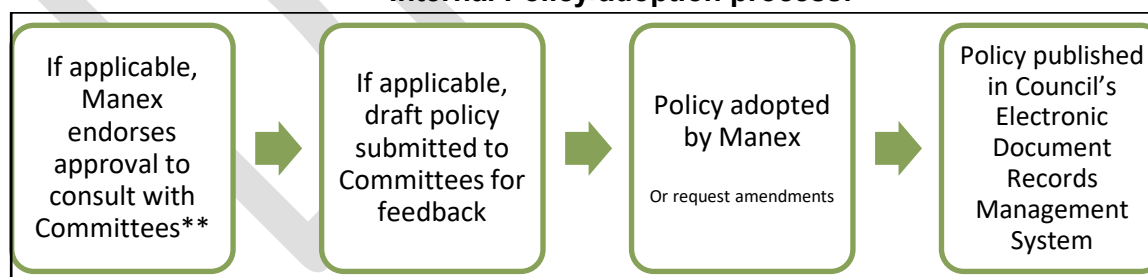 Internal Policy adoption process:
If applicable,
Manex
endorses
approval to
consult with
Committees**
If applicable,
draft policy
submitted to
Committees for
feedback
Policy adopted
by Manex
Or request amendments
Policy published
in Council's
Electronic
Document
Records
Management
System